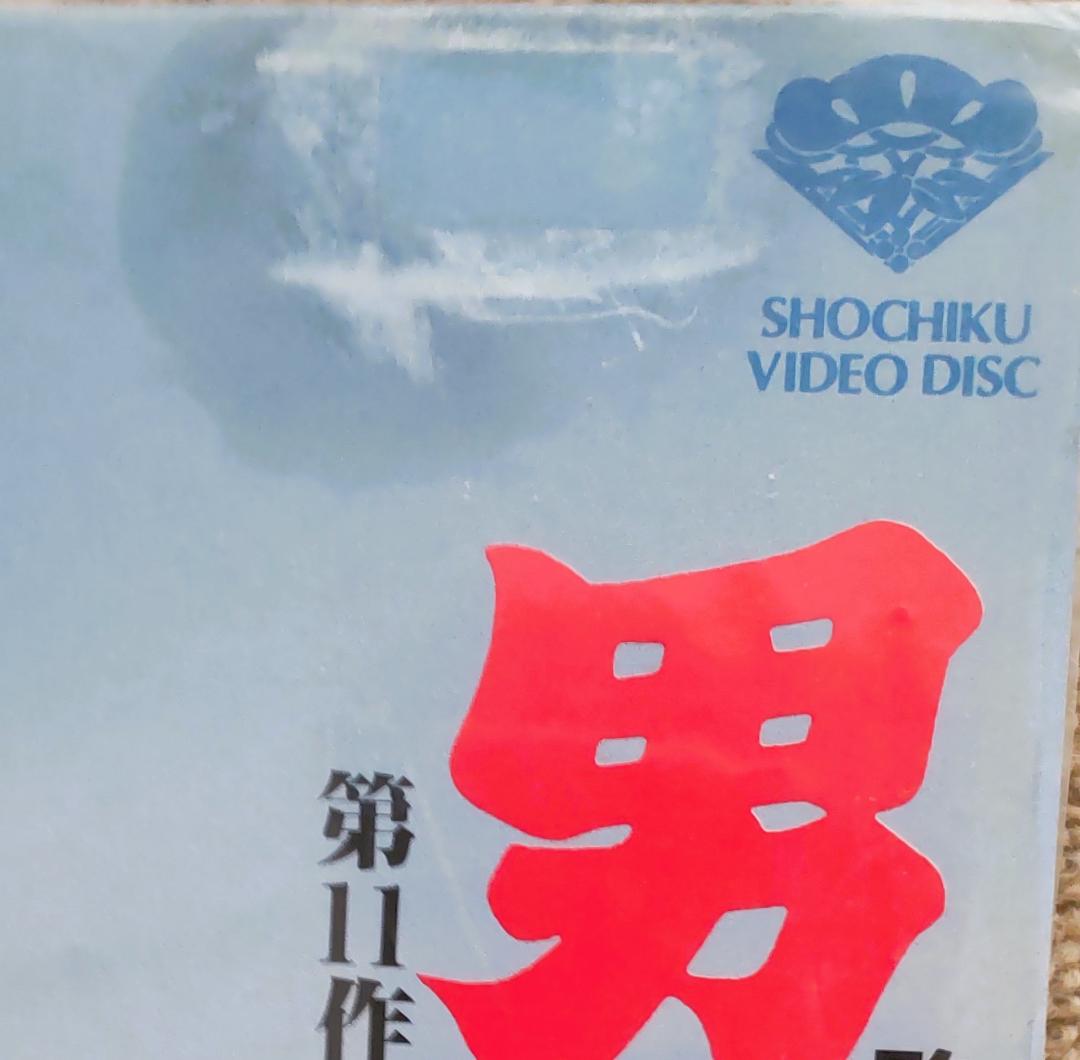 SHOCHIKU
VIDEO DISC
男
第11作